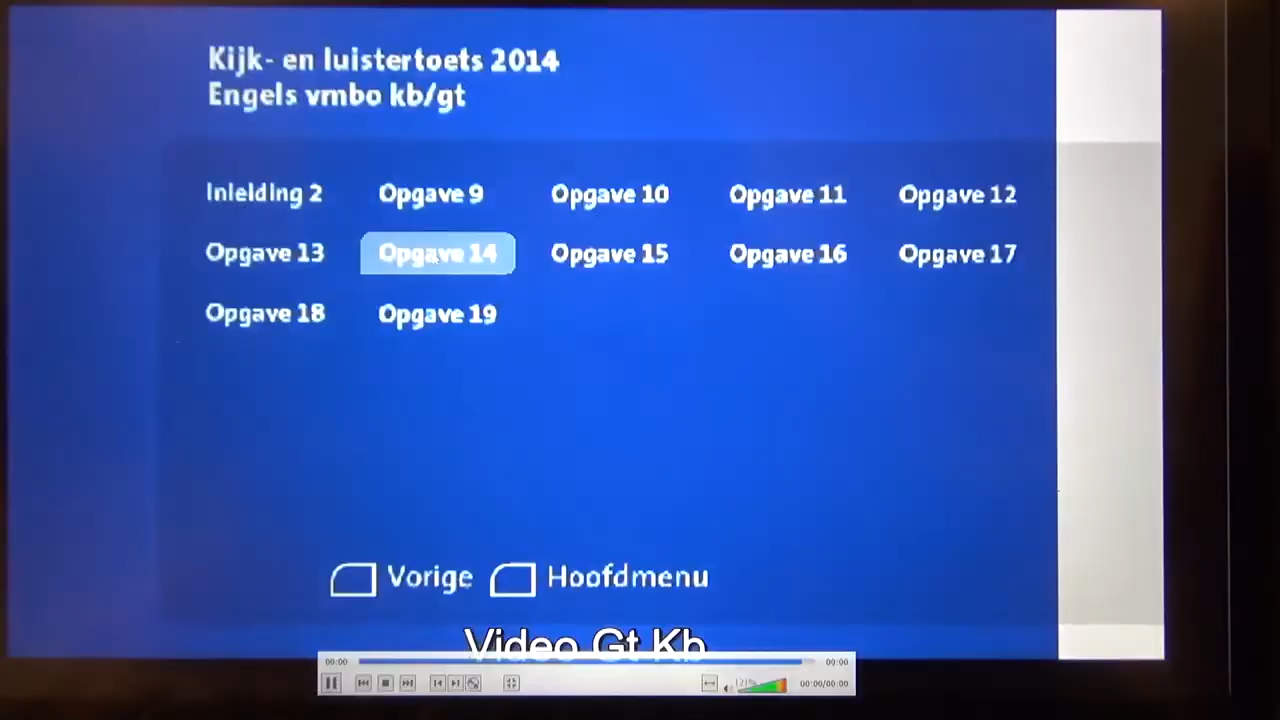 Kijk- en luistertoets 2014
Engels vmbo kb/gt
Inleiding 2 Opgave 9 Opgave 10 Opgave 11 Opgave 12
Opgave 13 Opgave 14 Opgave 15 Opgave 16 Opgave 17
Opgave 18 Opgave 19
Vorige Hoofdmenu
Video Gt Kb
00:00 00:00
00:00/00:00